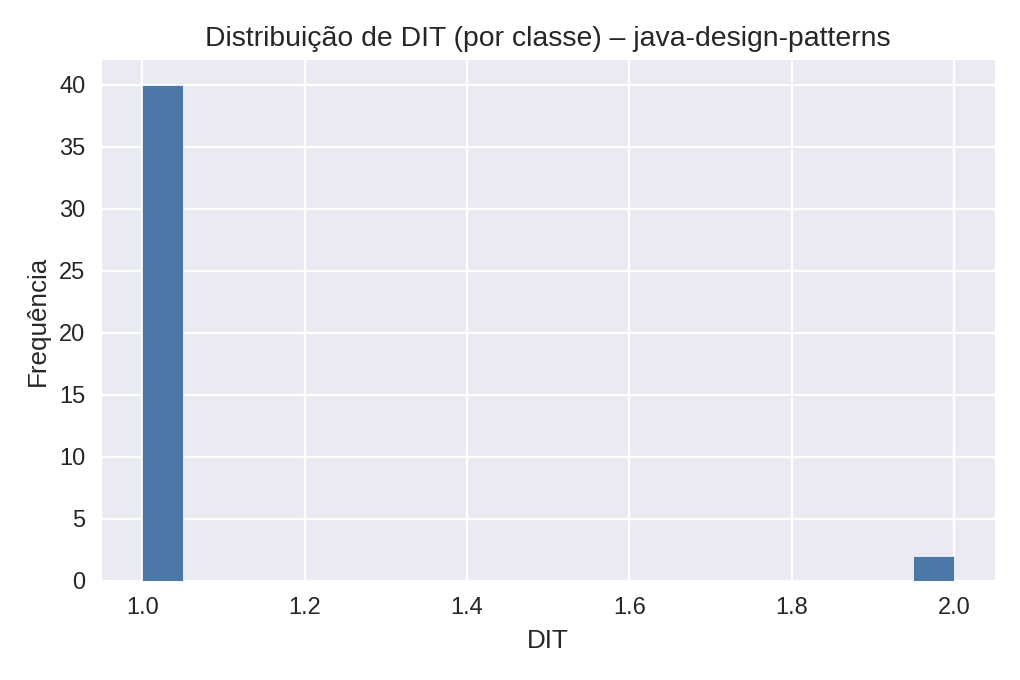 Distribuição de DIT (por classe) – java-design-patterns
Frequência
40
35
30
25
20
15
10
5
0
1.0 1.2 1.4 1.6 1.8 2.0
DIT